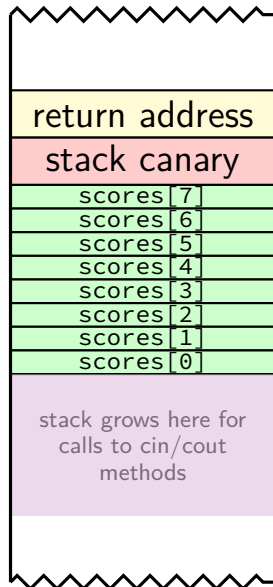 return address
stack canary
scores[7]
scores[6]
scores[5]
scores[4]
scores[3]
scores[2]
scores[1]
scores[0]
stack grows here for
calls to cin/cout
methods